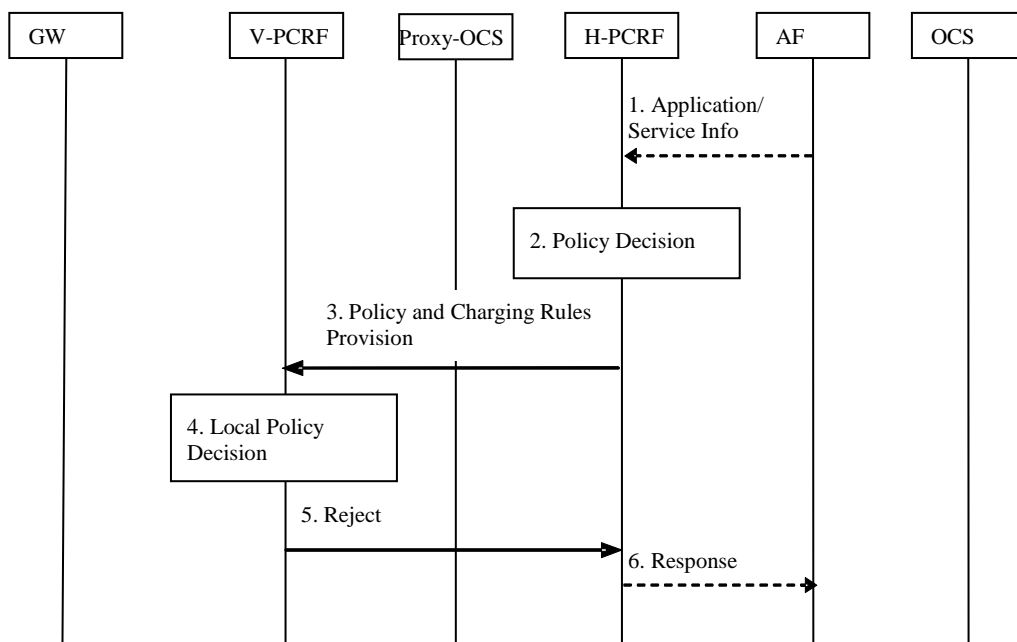 GW
V-PCRF
Proxy-OCS
H-PCRF
AF
OCS
1. Application/
Service Info
2. Policy Decision
3. Policy and Charging Rules
Provision
4. Local Policy
Decision
5. Reject
6. Response